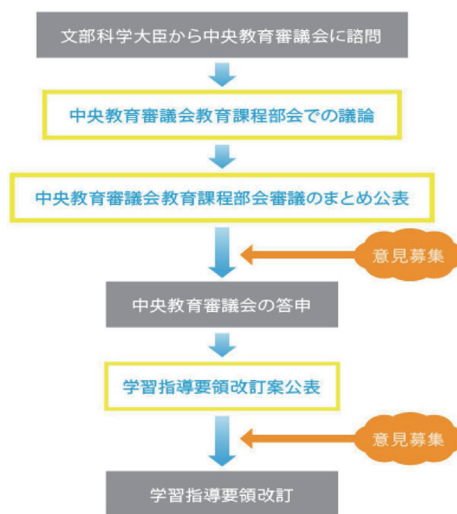 文部科学大臣から中央教育審議会に諮問
中央教育審議会教育課程部会での議論
中央教育審議会教育課程部会審議のまとめ公表
意見募集
中央教育審議会の答申
学習指導要領改訂案公表
意見募集
学習指導要領改訂